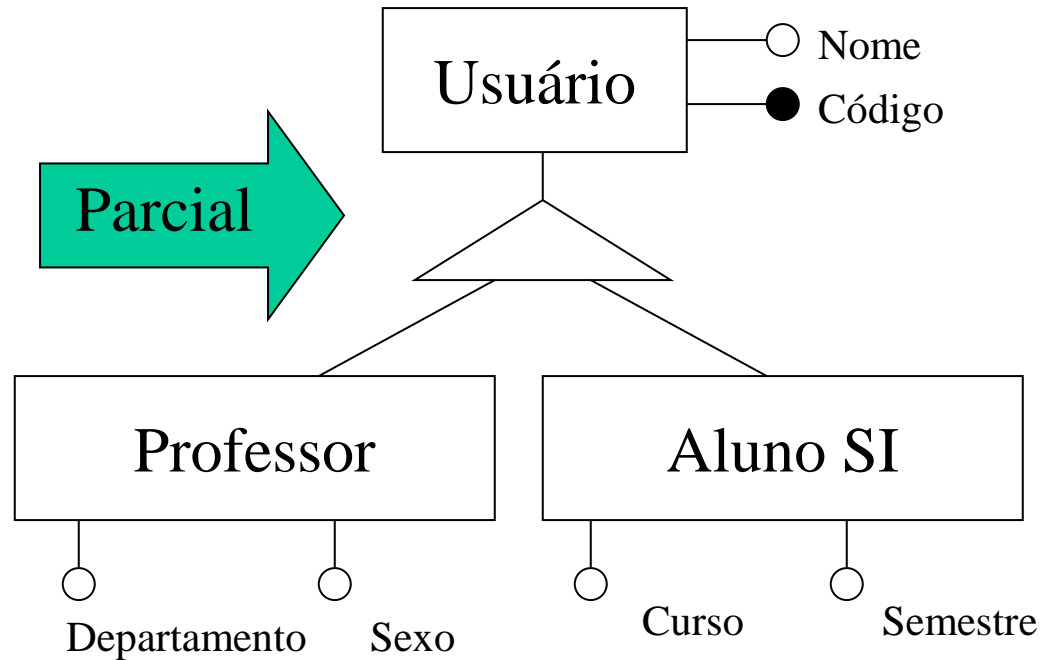 Usuário
Nome
Código
Parcial
Professor
Aluno SI
Departamento
Sexo
Curso
Semestre